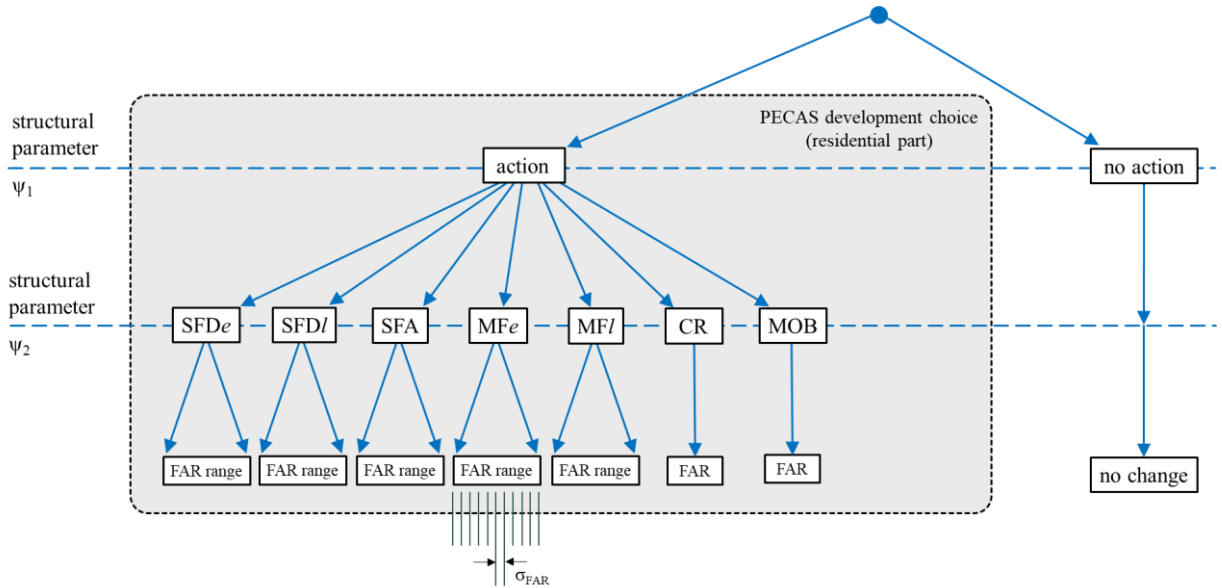 PECAS development choice
(residential part)
structural
parameter
action
no action
ψ1
structural
parameter
SFDe SFDl SFA MFe MFl CR MOB
ψ2
FAR range FAR range FAR range FAR range FAR range FAR FAR no change
σFAR